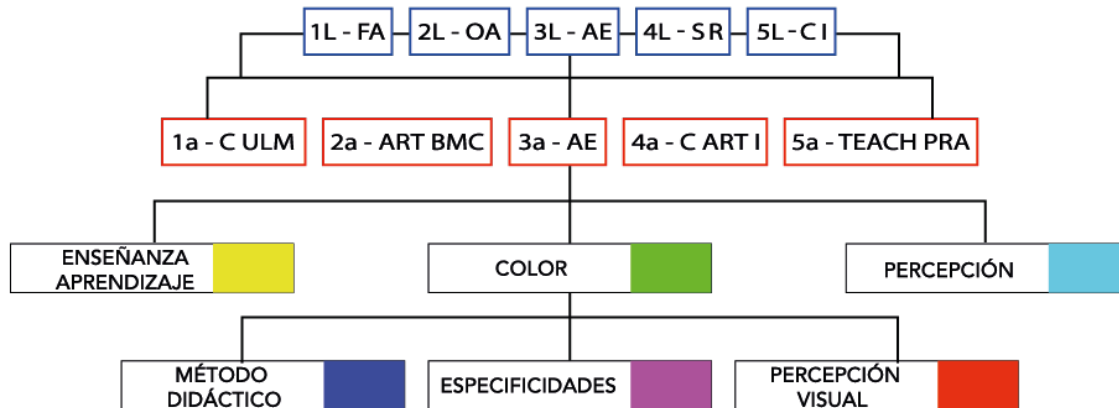 1L - FA
2L - OA
3L - AE
4L - SR
5L - C I
1a - C ULM
2a - ART BMC
3a - AE
4a - C ART I
5a - TEACH PRA
ENSEÑANZA
APRENDIZAJE
COLOR
PERCEPCIÓN
MÉTODO
DIDÁCTICO
ESPECIFICIDADES
PERCEPCIÓN
VISUAL